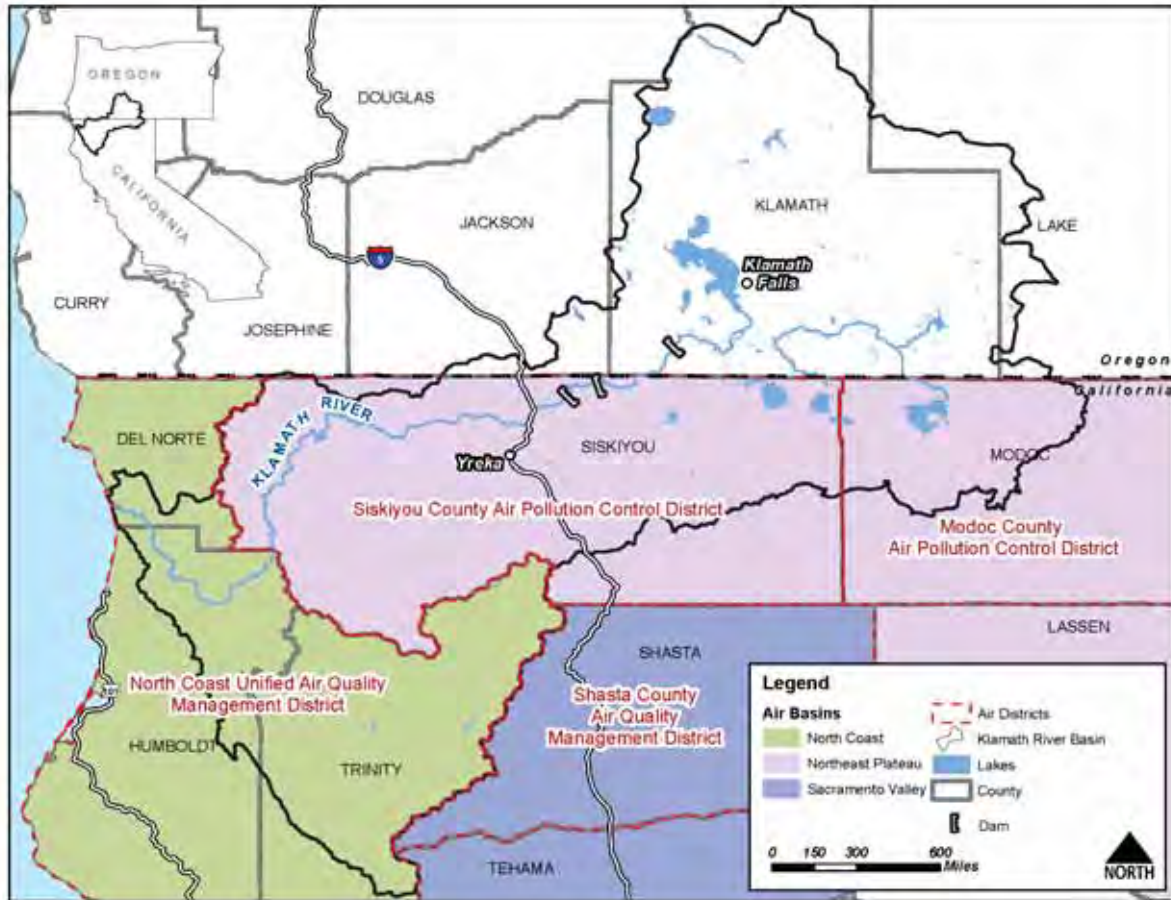 OREGON
CALIFORNIA
DOUGLAS
JACKSON
KLAMATH
LAKE
Klamath
Falls
CURRY
JOSEPHINE
5
Oregon
California
DEL NORTE
KLAMATH RIVER
Yreka
SISKIYOU
MODOC
Siskiyou County Air Pollution Control District
Modoc County
Air Pollution Control District
LASSEN
SHASTA
North Coast Unified Air Quality
Management District
Shasta County
Air Quality
Management District
HUMBOLDT
TRINITY
TEHAMA
Legend
Air Basins
North Coast
Northeast Plateau
Sacramento Valley
Air Districts
Klamath River Basin
Lakes
County
Dam
0 150 300 600
Miles
NORTH